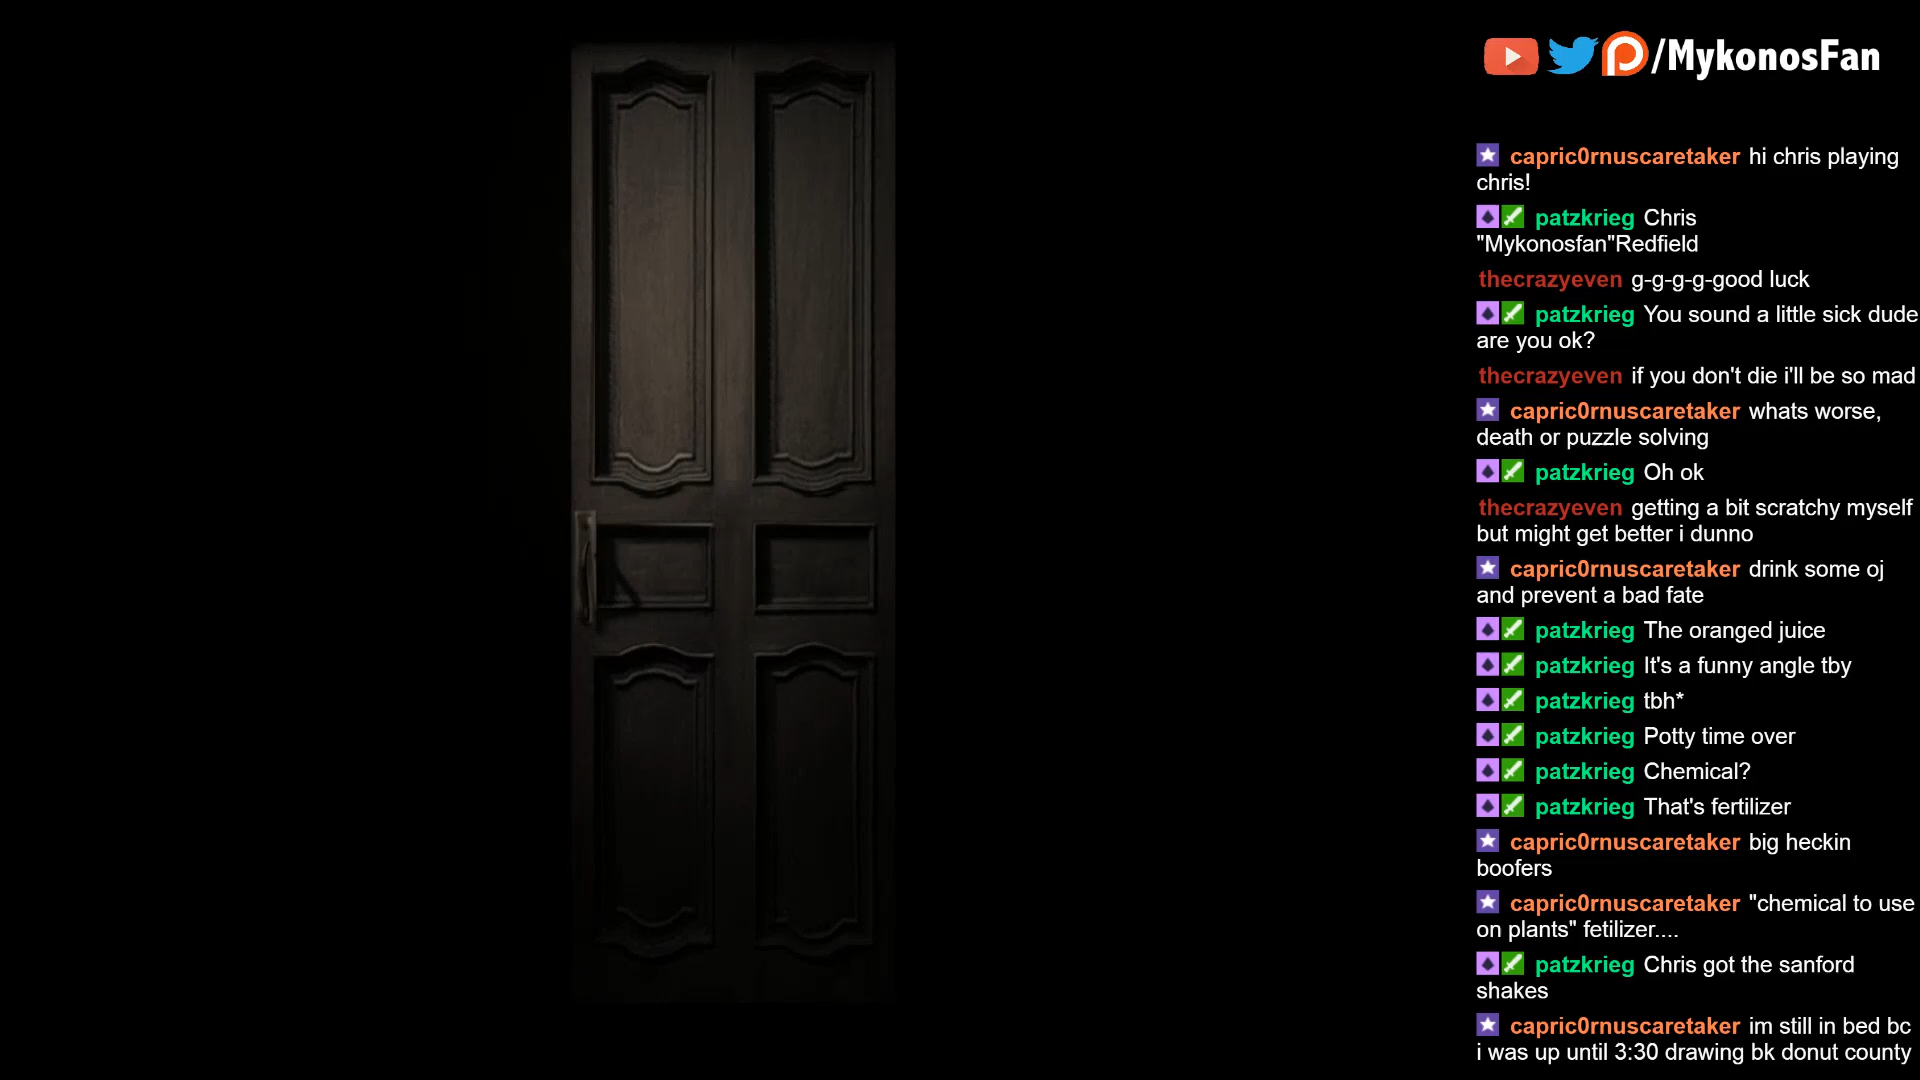 /MykonosFan
capric0rnuscaretaker hi chris playing
chris!
patzkrieg Chris
"Mykonosfan"Redfield
thecrazyeven g-g-g-g-good luck
patzkrieg You sound a little sick dude
are you ok?
thecrazyeven if you don't die i'll be so mad
capric0rnuscaretaker whats worse,
death or puzzle solving
patzkrieg Oh ok
thecrazyeven getting a bit scratchy myself
but might get better i dunno
capric0rnuscaretaker drink some oj
and prevent a bad fate
patzkrieg The oranged juice
patzkrieg It's a funny angle tby
patzkrieg tbh*
patzkrieg Potty time over
patzkrieg Chemical?
patzkrieg That's fertilizer
capric0rnuscaretaker big heckin
boofers
capric0rnuscaretaker "chemical to use
on plants" fetilizer....
patzkrieg Chris got the sanford
shakes
capric0rnuscaretaker im still in bed bc
i was up until 3:30 drawing bk donut county